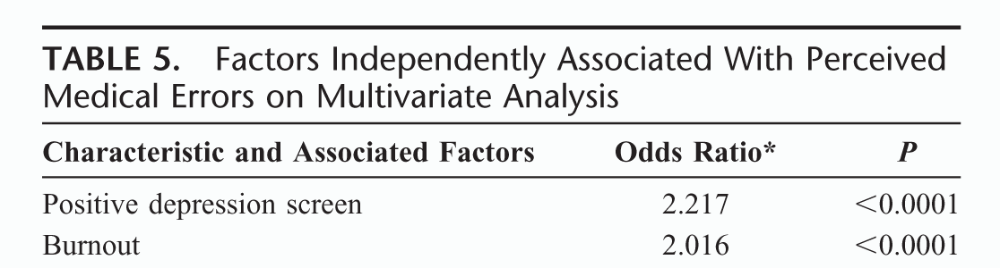 TABLE 5. Factors Independently Associated With Perceived
Medical Errors on Multivariate Analysis
Characteristic and Associated Factors Odds Ratio* P
Positive depression screen 2.217 <0.0001
Burnout 2.016 <0.0001